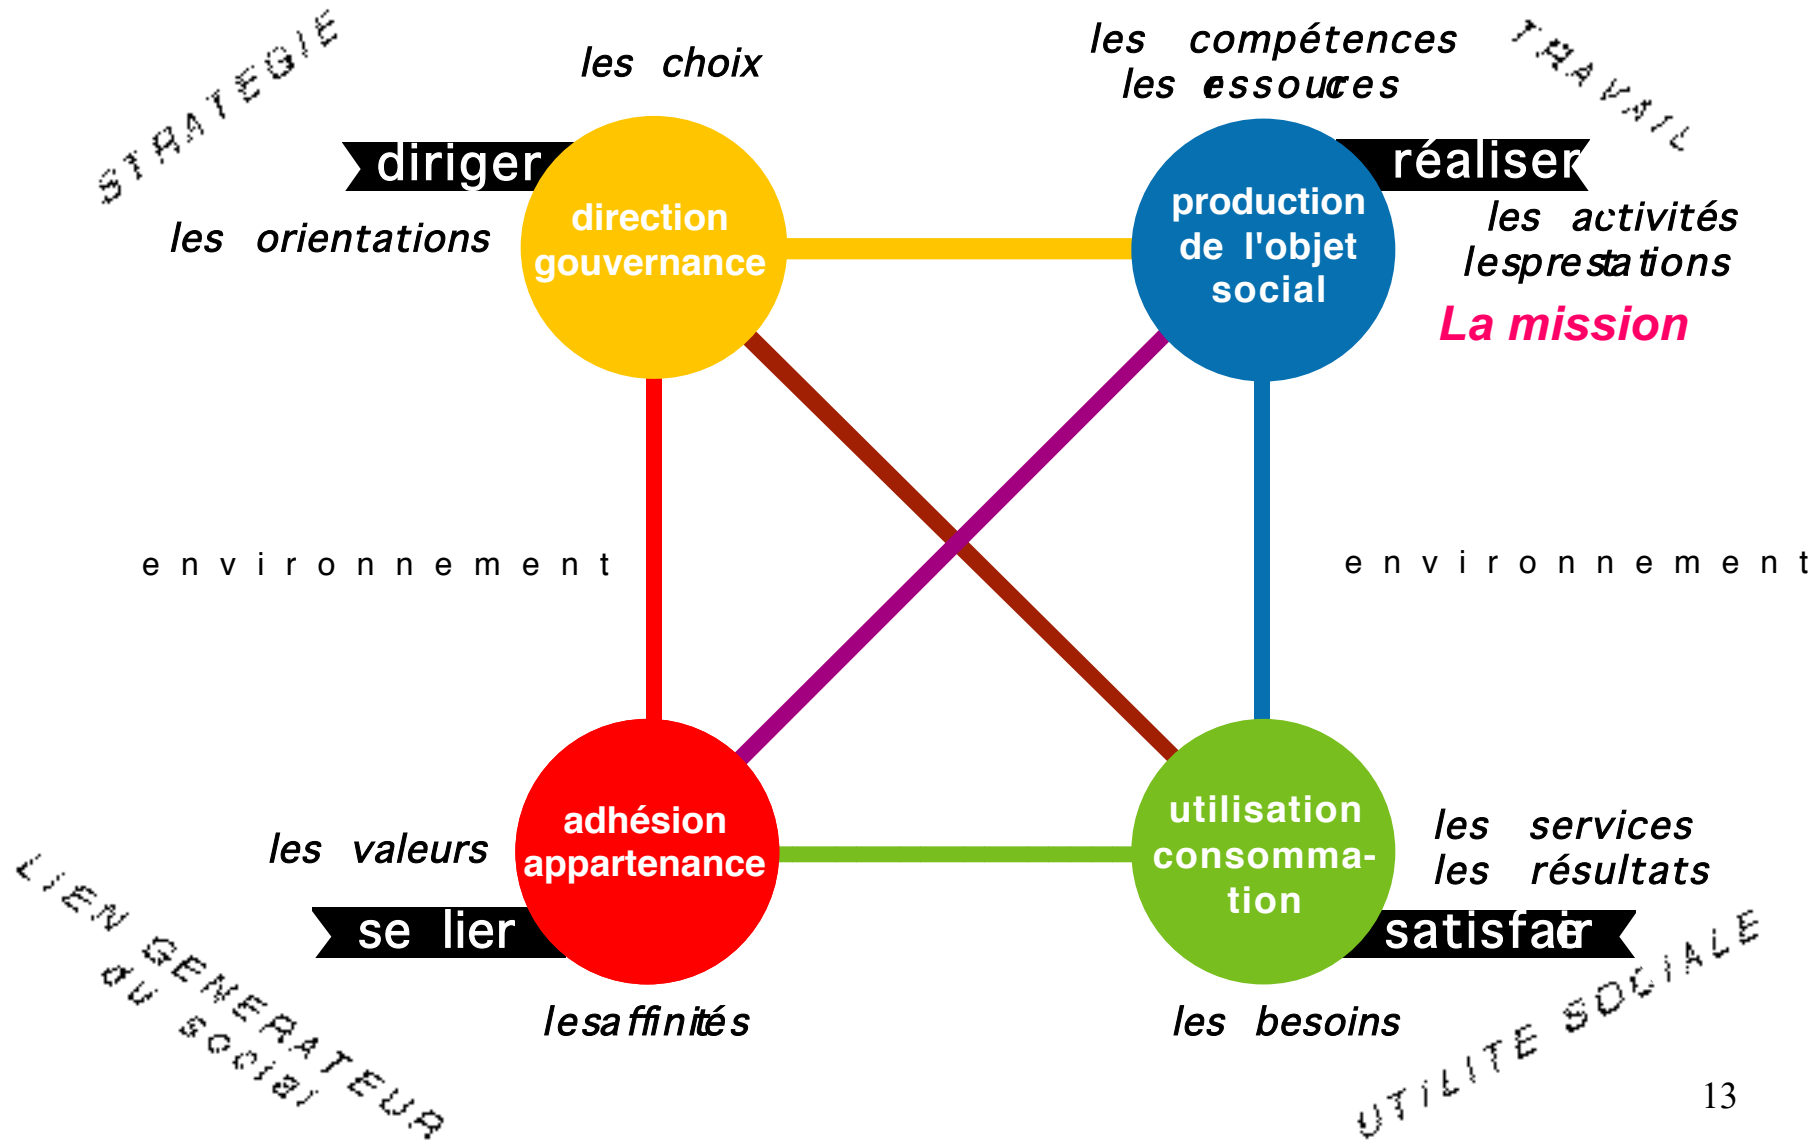 STRATEGIE
les choix
les compétences
les ressources
TRAVAIL
diriger
réaliser
direction
gouvernance
les orientations
production
de l'objet
social
les activités
les prestations
La mission
environnement
environnement
adhésion
appartenance
les valeurs
se lier
les affinités
utilisation
consomma-
tion
les services
les résultats
satisfair
les besoins
LiEN GENERATEUR
du social
UTiLITE SOCiALE
13